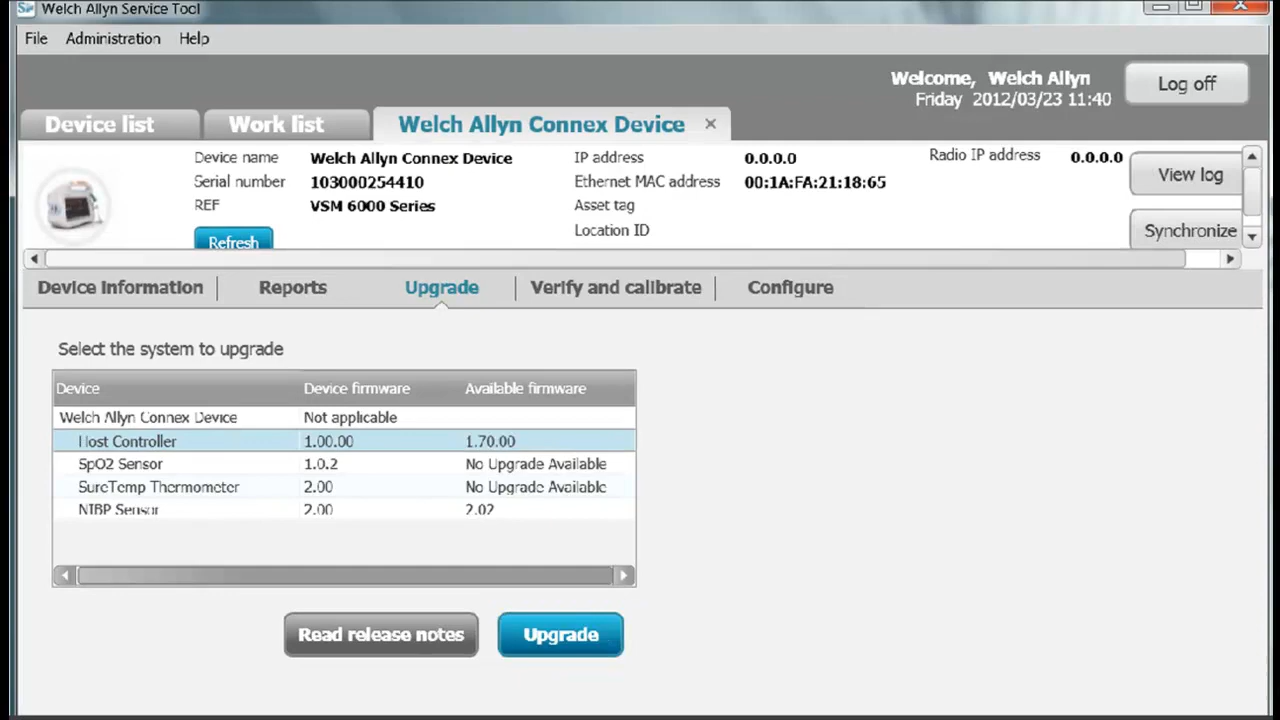 Welch Allyn Service Tool
File Administration Help
Welcome, Welch Allyn
Friday 2012/03/23 11:40
Log off
Device list Work list Welch Allyn Connex Device ×
Device name Welch Allyn Connex Device IP address 0.0.0.0 Radio IP address 0.0.0.0
Serial number 103000254410 Ethernet MAC address 00:1A:FA:21:18:65 View log
REF VSM 6000 Series Asset tag
Location ID Synchronize
Refresh
Device Information Reports Upgrade Verify and calibrate Configure
Select the system to upgrade
Device Device firmware Available firmware
Welch Allyn Connex Device Not applicable
Host Controller 1.00.00 1.70.00
SpO2 Sensor 1.0.2 No Upgrade Available
SureTemp Thermometer 2.00 No Upgrade Available
NIBP Sensor 2.00 2.02
Read release notes Upgrade